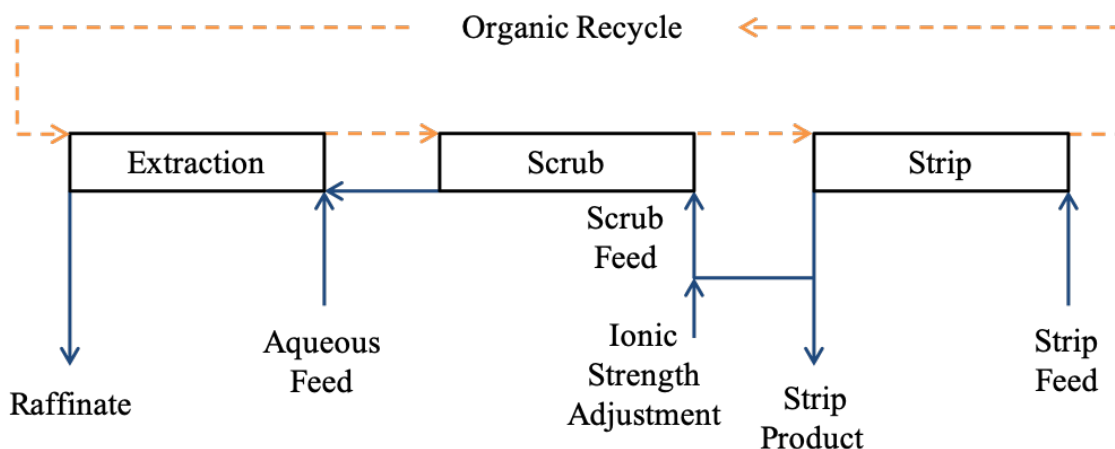 Organic Recycle
Extraction
Scrub
Strip
Scrub
Feed
Aqueous
Feed
Ionic
Strength
Adjustment
Strip
Feed
Raffinate
Strip
Product